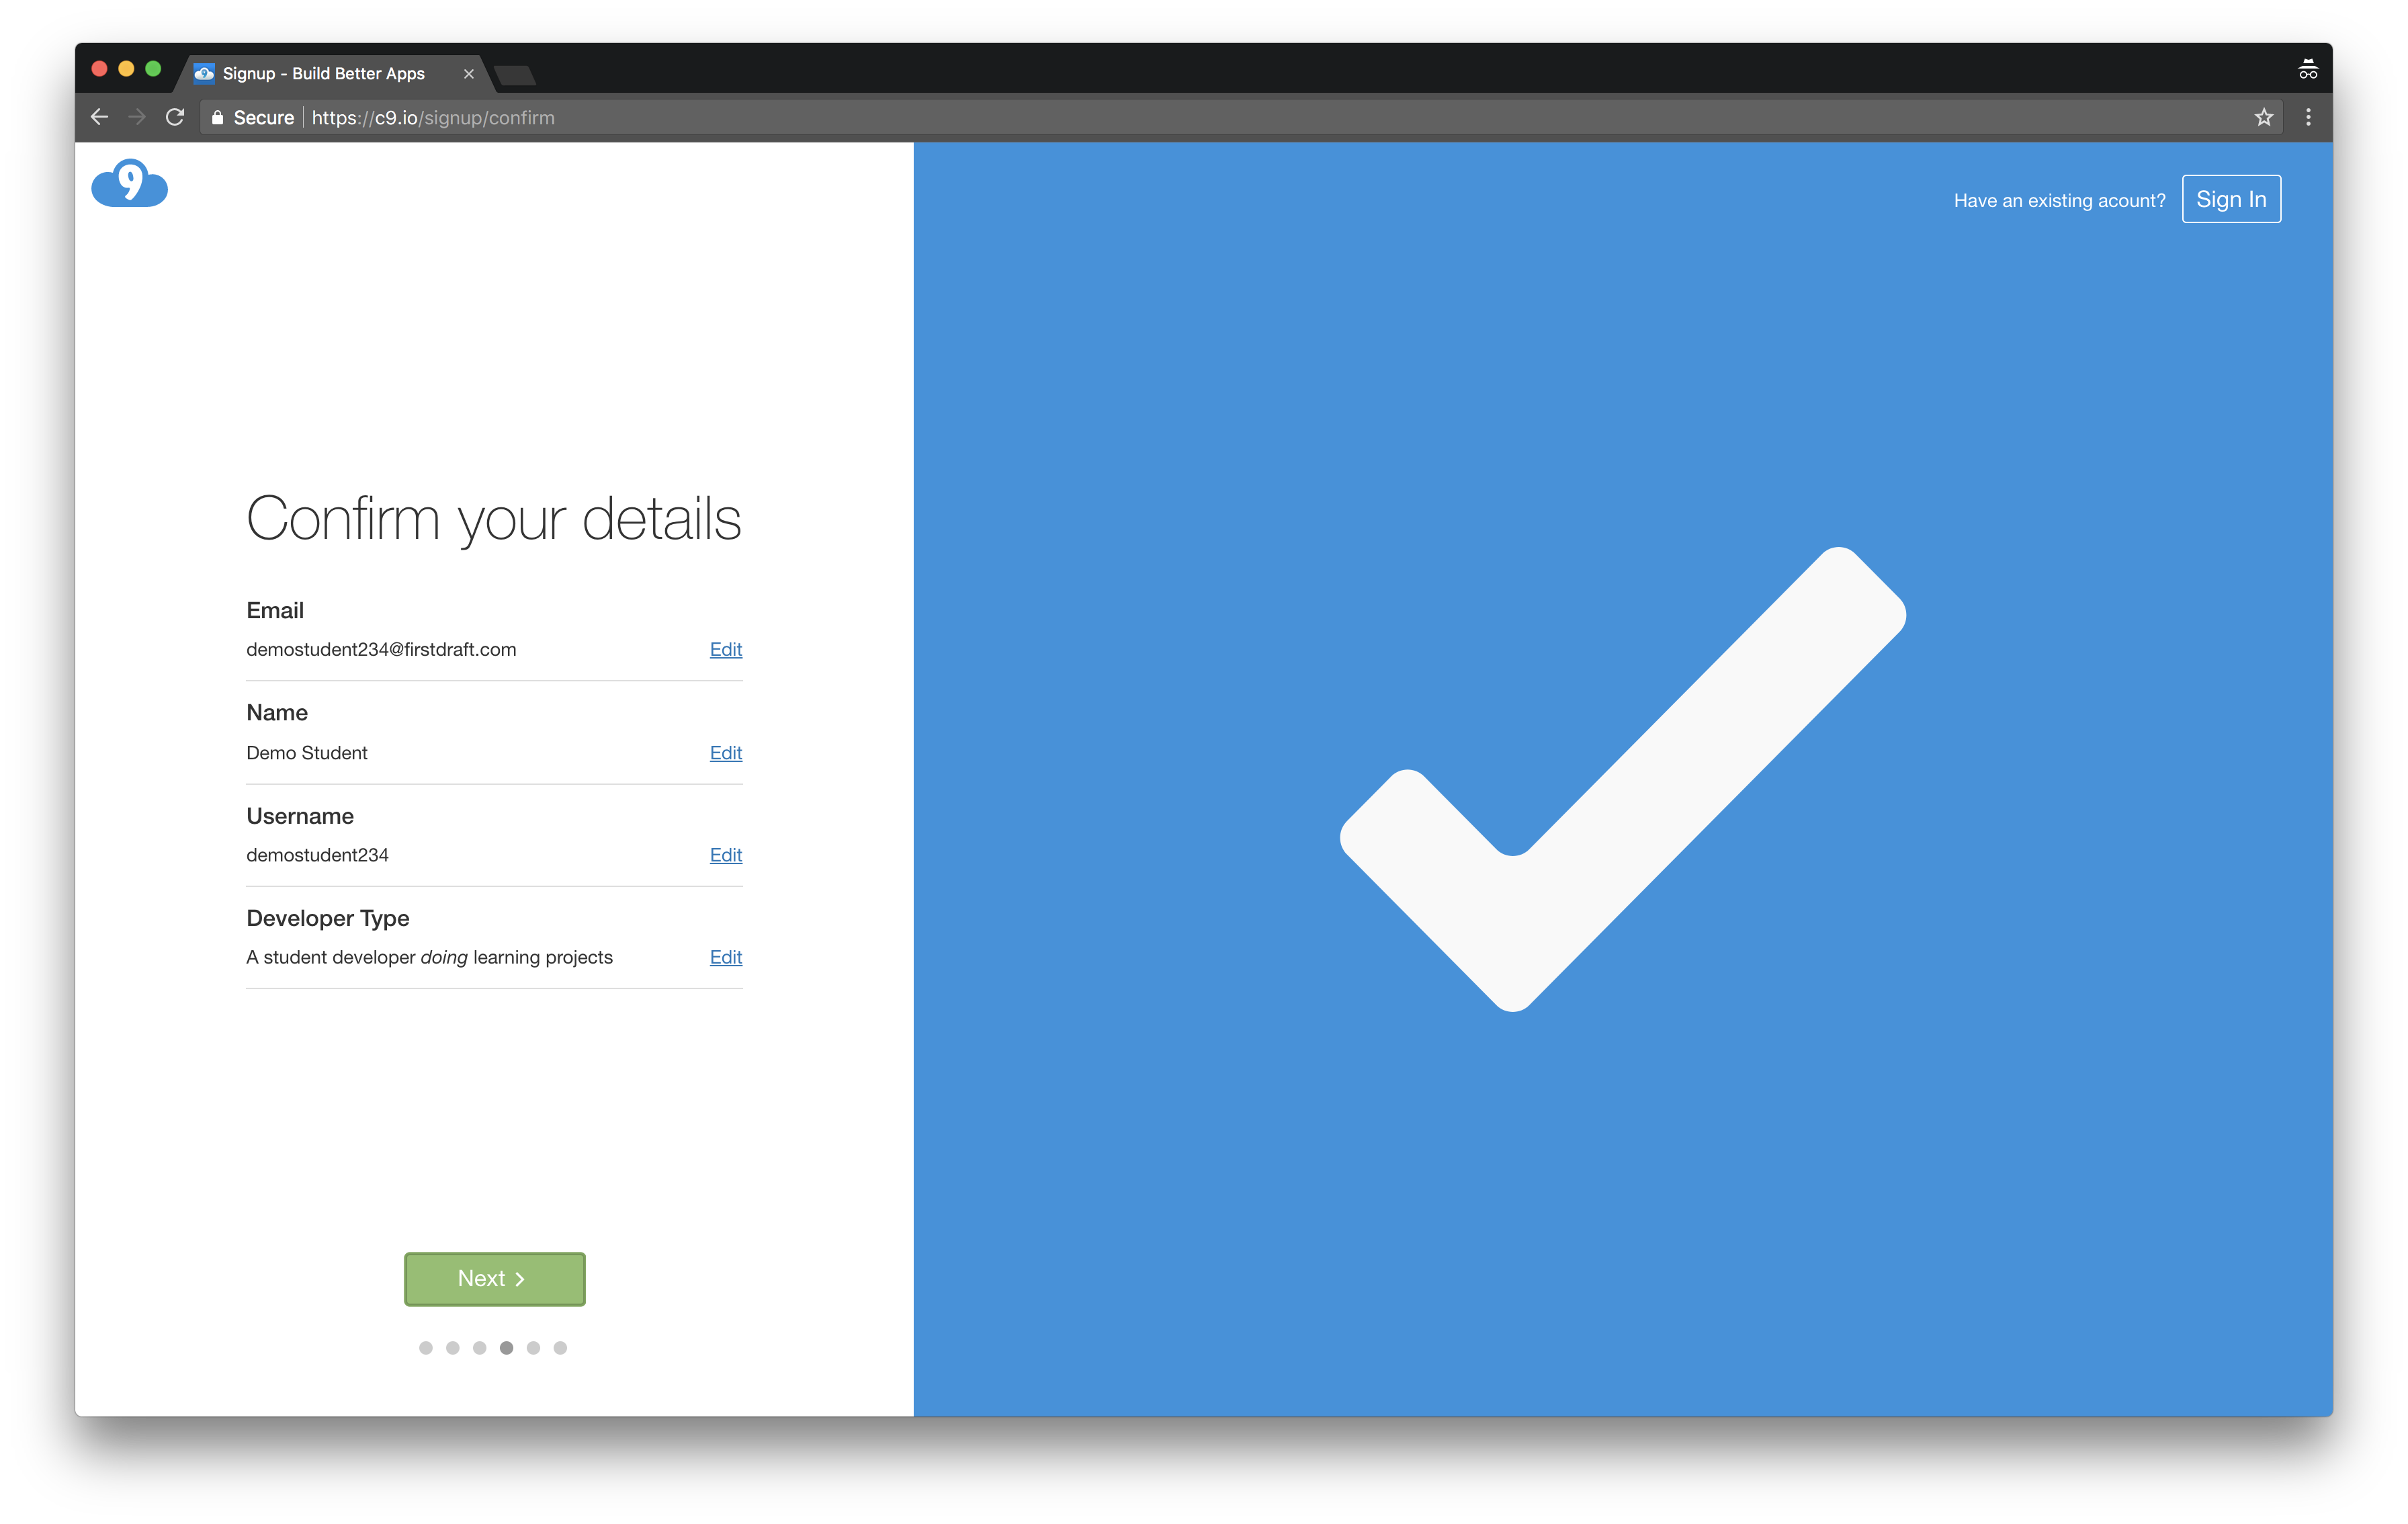 Signup - Build Better Apps
Secure https://c9.io/signup/confirm
9
Have an existing acount? Sign In
Confirm your details
Email
demostudent234@firstdraft.com Edit
Name
Demo Student Edit
Username
demostudent234 Edit
Developer Type
A student developer doing learning projects Edit
Next